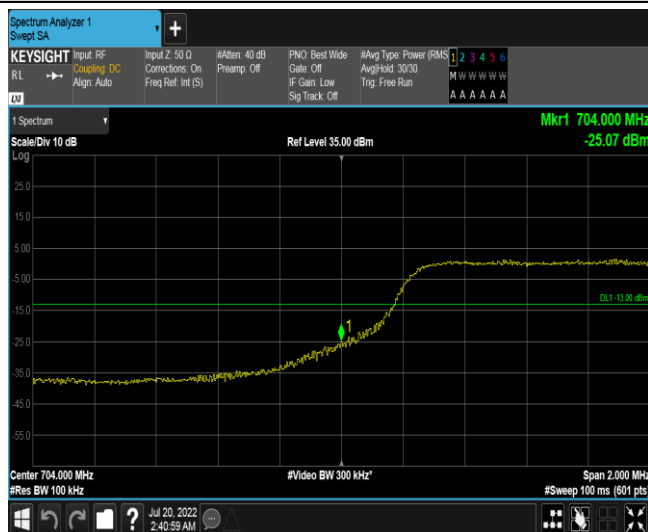 Spectrum Analyzer 1
Swept SA
+
KEYSIGHT Input: RF Input Z: 50 Ω #Atten: 40 dB PNO: Best Wide #Avg Type: Power (RMS 1 2 3 4 5 6
RL Coupling: DC Corrections: On Preamp: Off Gate: Off Avg|Hold: 30/30 M W W W W W
Align: Auto Freq Ref: Int (S) IF Gain: Low Trig: Free Run
Sig Track: Off A A A A A A
LXI
1 Spectrum Mkr1 704.000 MHz
Scale/Div 10 dB Ref Level 35.00 dBm -25.07 dBm
Log
25.0
15.0
5.00
-5.00
DL1 -13.00 dBm
-15.0
1
-25.0
-35.0
-45.0
-55.0
Center 704.000 MHz #Video BW 300 kHz* Span 2.000 MHz
#Res BW 100 kHz #Sweep 100 ms (601 pts)
? Jul 20, 2022
2:40:59 AM